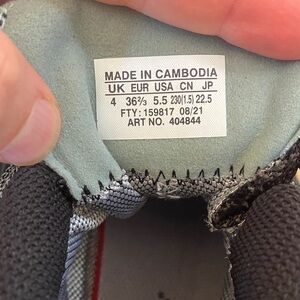 MADE IN CAMBODIA
UK EUR USA CN JP
4 36⅔ 5.5 230(1.5) 22.5
FTY: 159817 08/21
ART NO. 404844